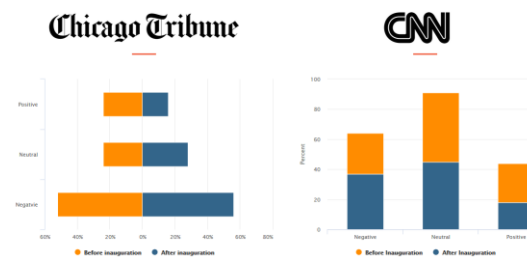 Chicago Tribune
Positive
Neutral
Negatvie
60%
40%
20%
0%
20%
40%
60%
80%
Before inauguration
After inauguration
CNN
100
80
60
40
20
0
Percent
Negative
Neutral
Positive
Before Inauguration
After Inauguration